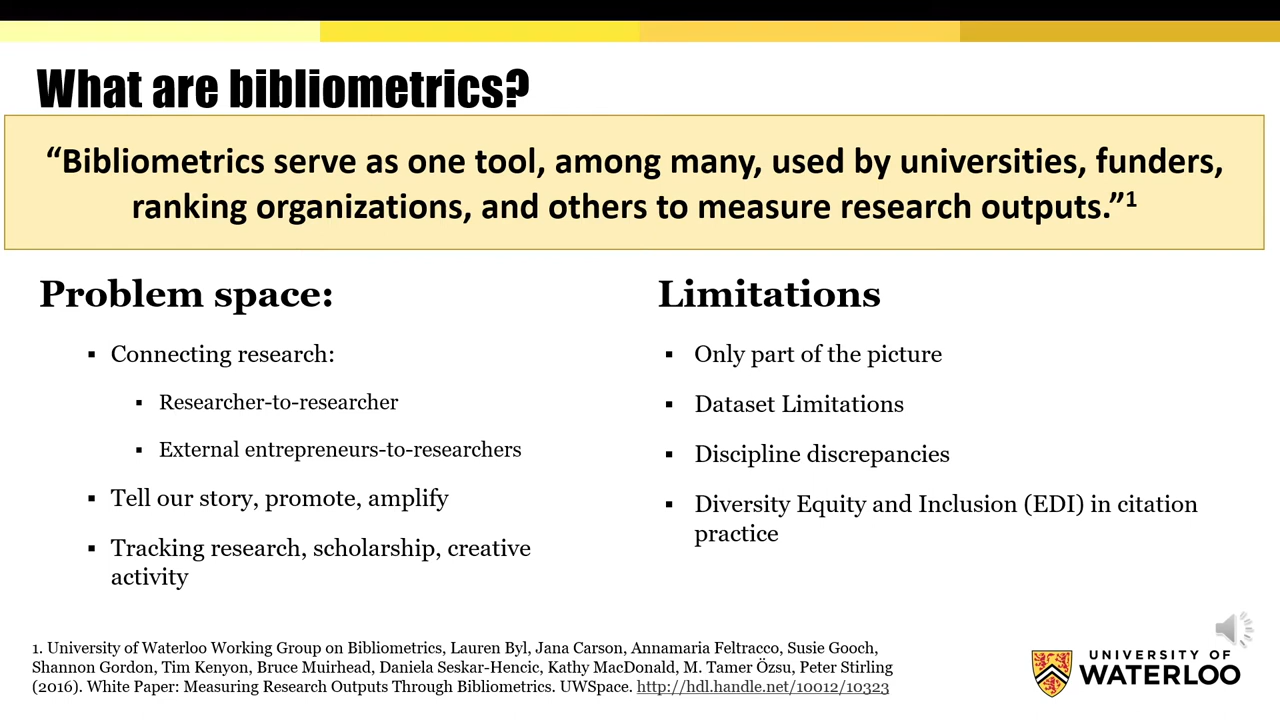 What are bibliometrics?
“Bibliometrics serve as one tool, among many, used by universities, funders,
ranking organizations, and others to measure research outputs.”1
Problem space:
▪ Connecting research:
▪ Researcher-to-researcher
▪ External entrepreneurs-to-researchers
▪ Tell our story, promote, amplify
▪ Tracking research, scholarship, creative
activity
Limitations
▪ Only part of the picture
▪ Dataset Limitations
▪ Discipline discrepancies
▪ Diversity Equity and Inclusion (EDI) in citation
practice
1. University of Waterloo Working Group on Bibliometrics, Lauren Byl, Jana Carson, Annamaria Feltracco, Susie Gooch,
Shannon Gordon, Tim Kenyon, Bruce Muirhead, Daniela Seskar-Hencic, Kathy MacDonald, M. Tamer Özsu, Peter Stirling
(2016). White Paper: Measuring Research Outputs Through Bibliometrics. UWSpace. http://hdl.handle.net/10012/10323
UNIVERSITY OF
WATERLOO